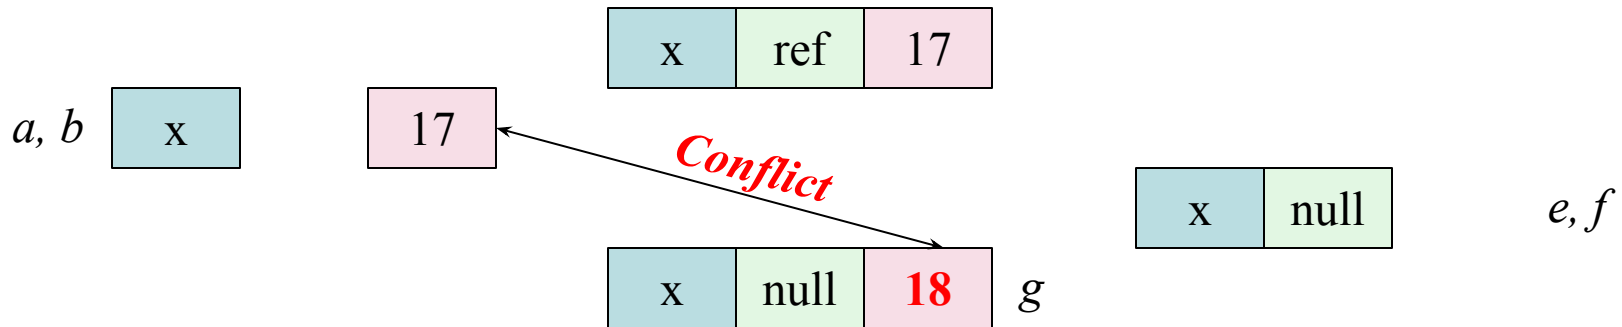 x ref 17
a, b x 17
Conflict
x null e, f
x null 18 g